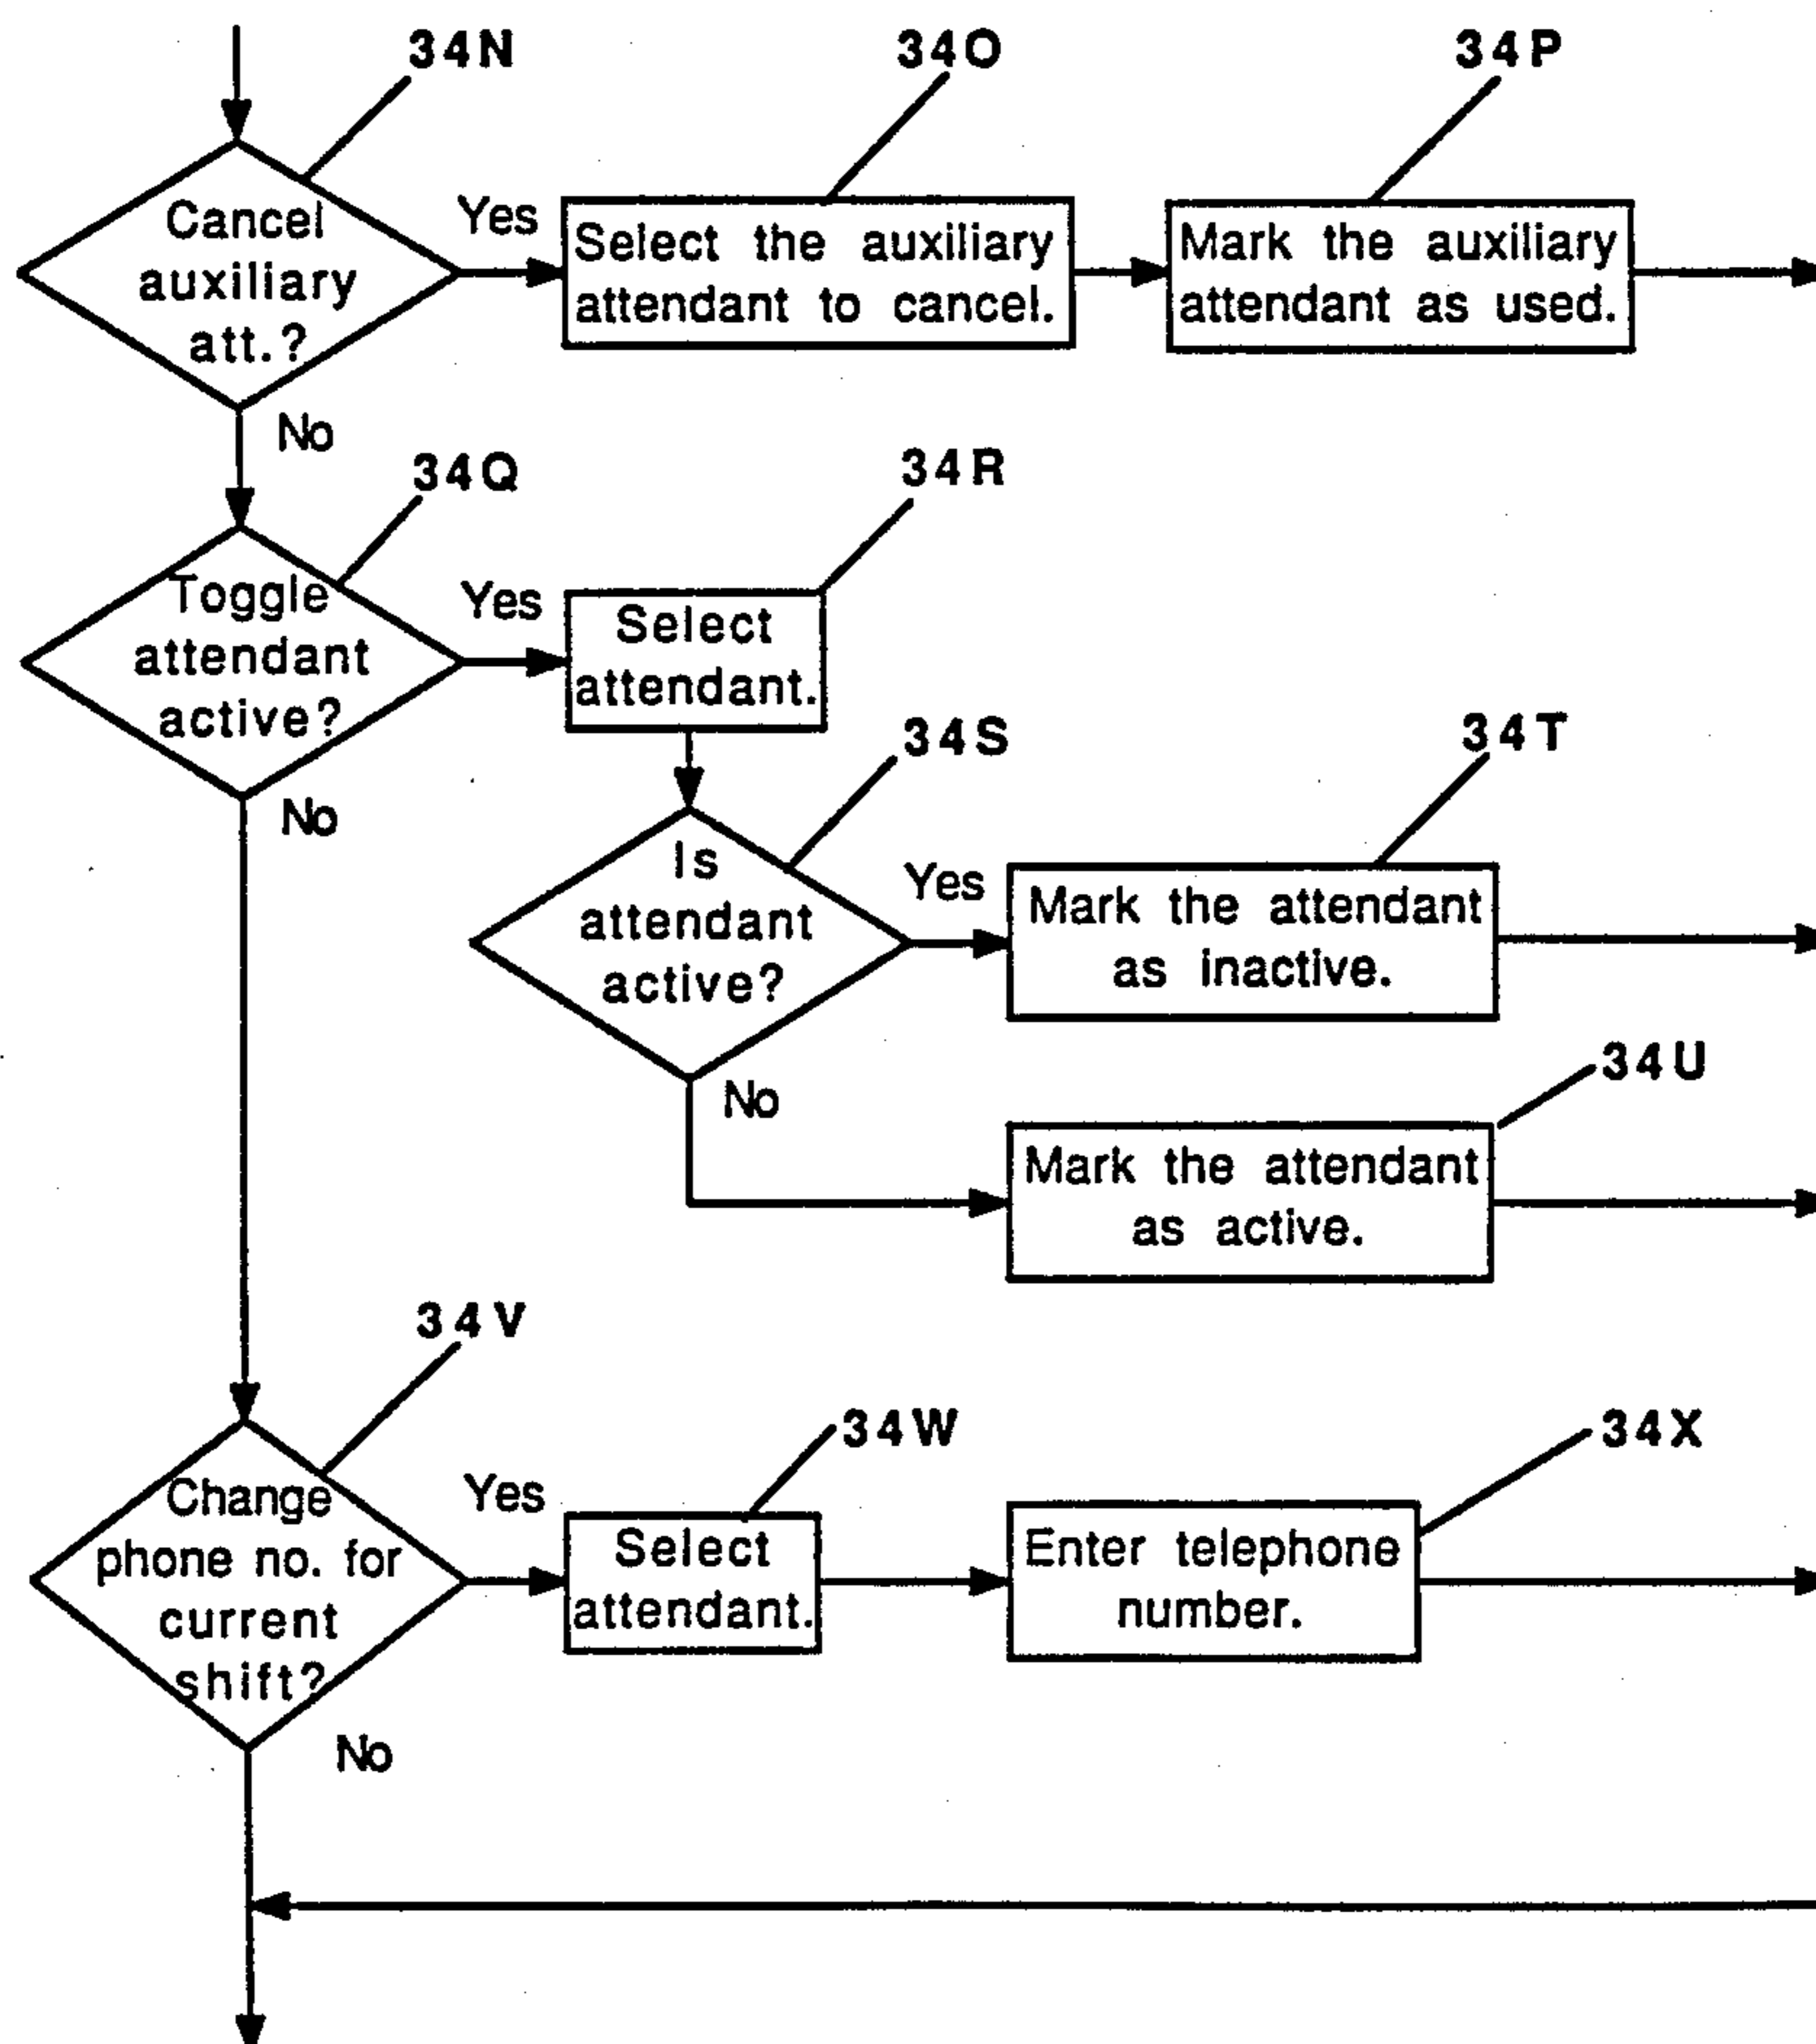 34N
34O
34P
Cancel
auxiliary
att.?
Yes
Select the auxiliary
attendant to cancel.
Mark the auxiliary
attendant as used.
No
34Q
34R
Toggle
attendant
active?
Yes
Select
attendant.
No
34S
34T
Is
attendant
active?
Yes
Mark the attendant
as inactive.
No
34U
Mark the attendant
as active.
34V
34W
34X
Change
phone no. for
current
shift?
Yes
Select
attendant.
Enter telephone
number.
No